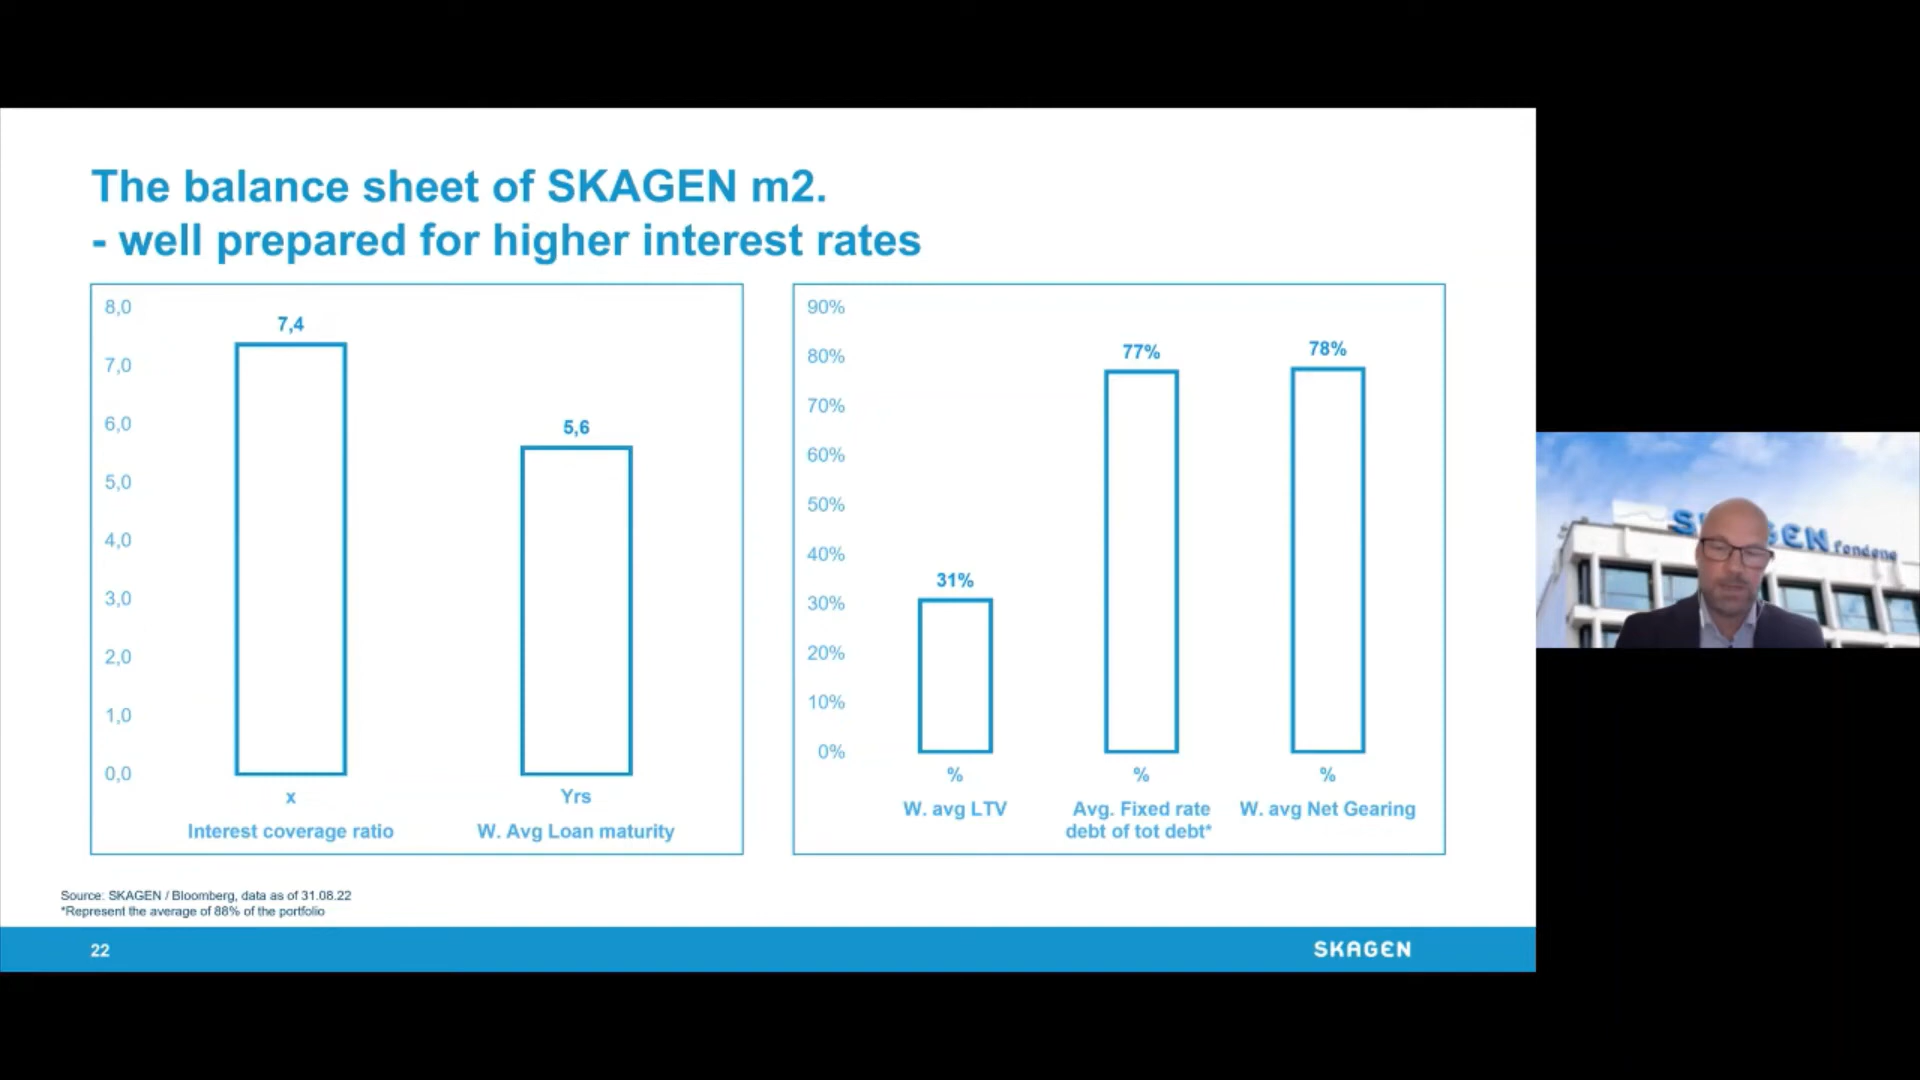 The balance sheet of SKAGEN m2.
- well prepared for higher interest rates
8,0
7,0
6,0
5,0
4,0
3,0
2,0
1,0
0,0
7,4
5,6
x
Yrs
Interest coverage ratio
W. Avg Loan maturity
90%
80%
70%
60%
50%
40%
30%
20%
10%
0%
31%
77%
78%
%
%
%
W. avg LTV
Avg. Fixed rate
debt of tot debt*
W. avg Net Gearing
Source: SKAGEN / Bloomberg, data as of 31.08.22
*Represent the average of 88% of the portfolio
22
SKAGEN
fondene